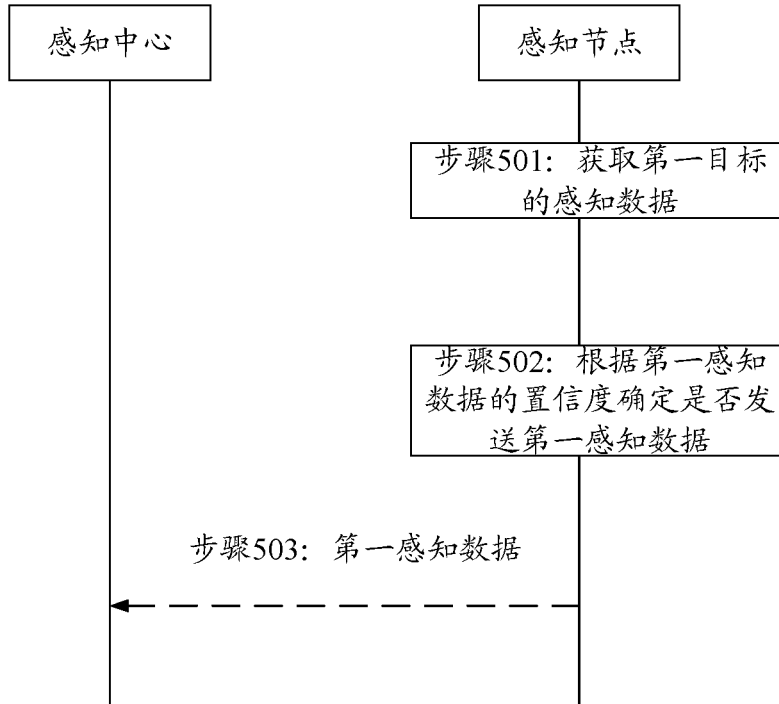 感知中心
感知节点
步骤501：获取第一目标
的感知数据
步骤502：根据第一感知
数据的置信度确定是否发
送第一感知数据
步骤503：第一感知数据